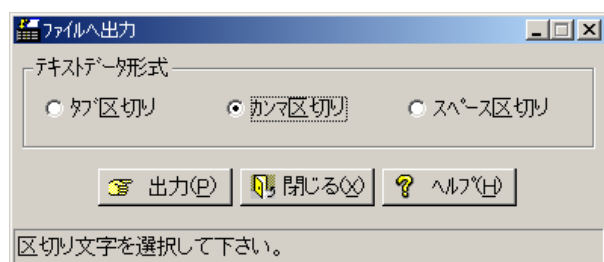 ファイルへ出力
テキストデータ形式
タブ区切り カンマ区切り スペース区切り
出力(P) 閉じる(X) ヘルプ(H)
区切り文字を選択して下さい。